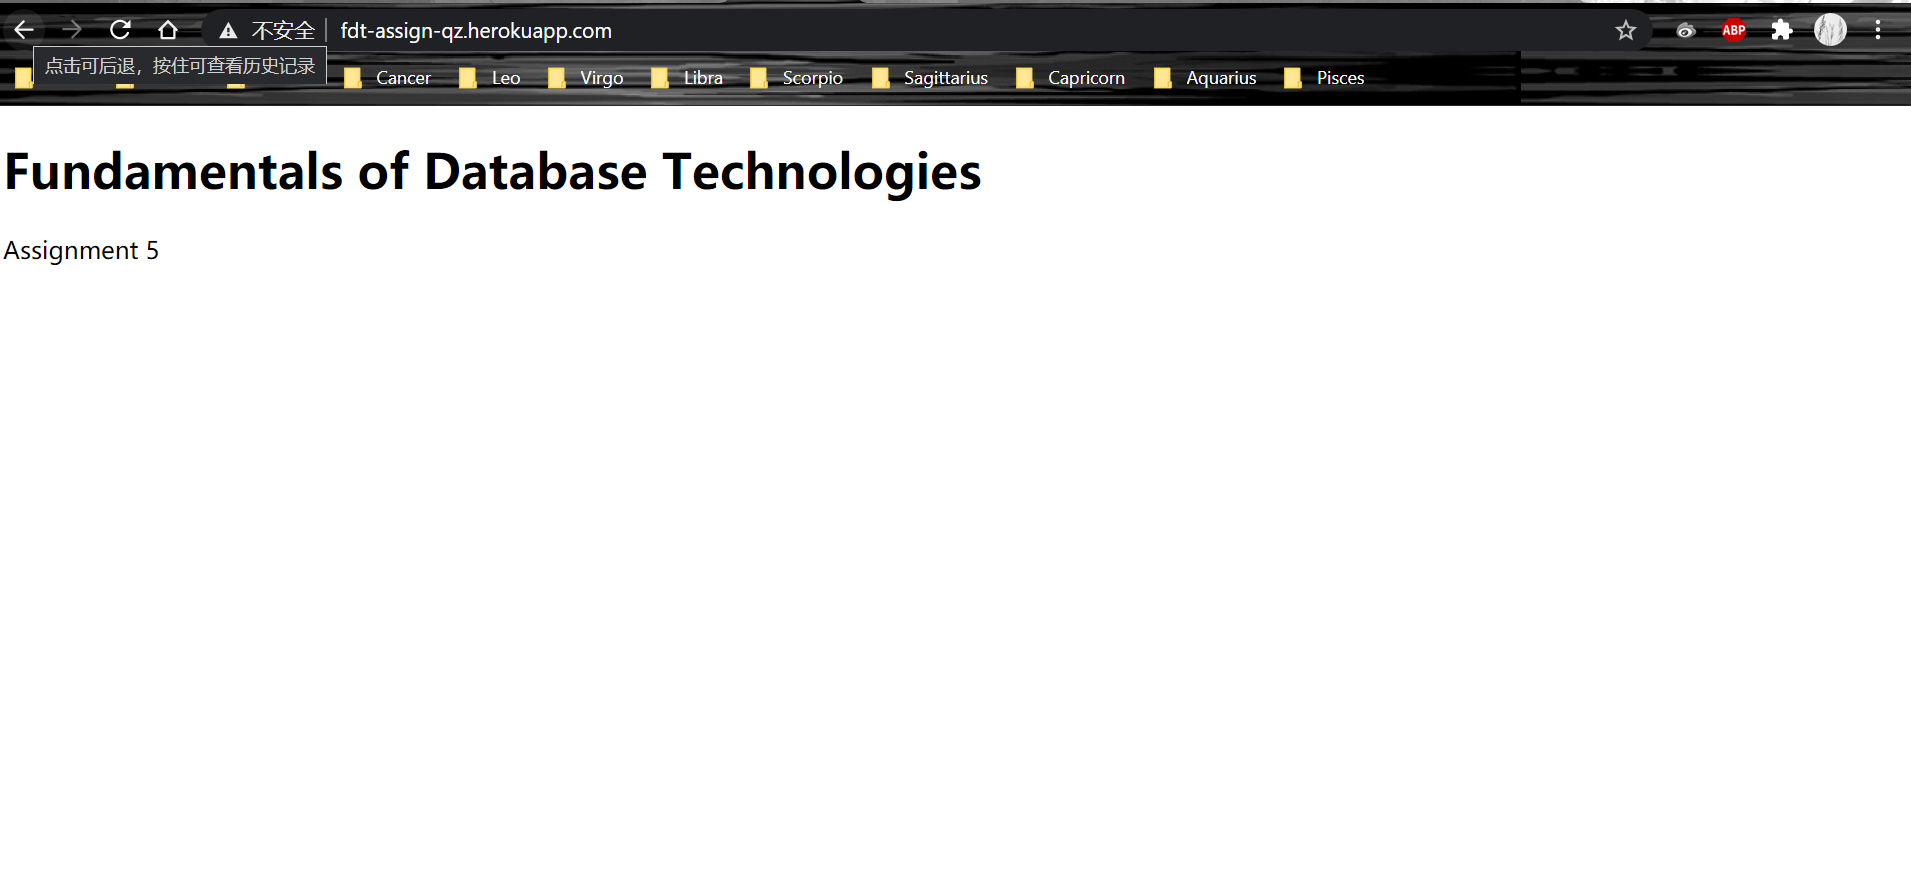 不安全 fdt-assign-qz.herokuapp.com
ABP
点击可后退，按住可查看历史记录
Cancer Leo Virgo Libra Scorpio Sagittarius Capricorn Aquarius Pisces
Fundamentals of Database Technologies
Assignment 5